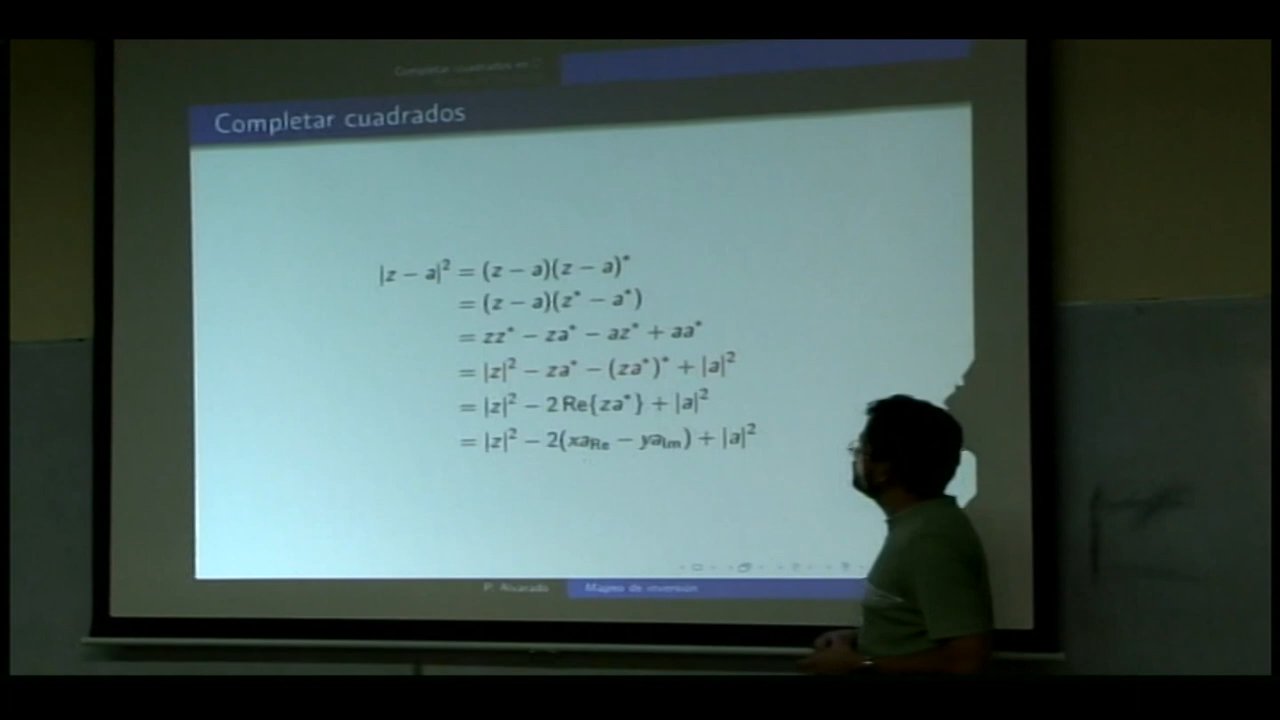 Completar cuadrados en
Completar cuadrados
|z − a|² = (z − a)(z − a)*
= (z − a)(z* − a*)
= zz* − za* − az* + aa*
= |z|² − za* − (za*)* + |a|²
= |z|² − 2 Re{za*} + |a|²
= |z|² − 2(xa_Re − ya_Im) + |a|²
P. Alvarado Mapeo de inversión